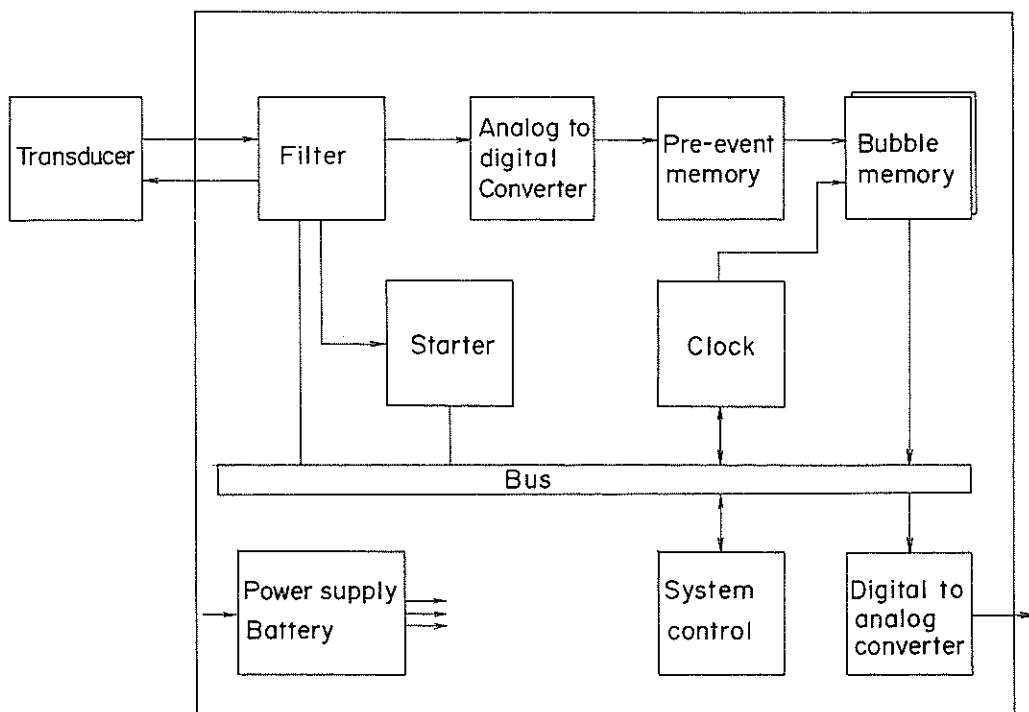 Transducer
Filter
Analog to
digital
Converter
Pre-event
memory
Bubble
memory
Starter
Clock
Bus
Power supply
Battery
System
control
Digital to
analog
converter